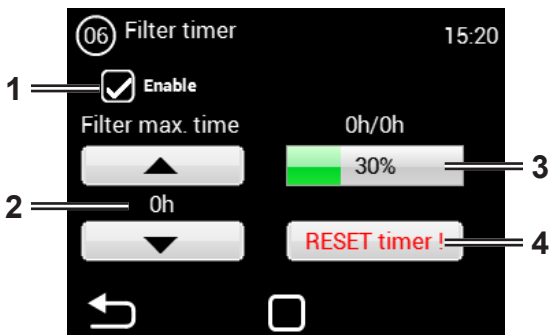 06 Filter timer 15:20
1 Enable
Filter max. time 0h/0h
30% 3
2 0h
RESET timer ! 4